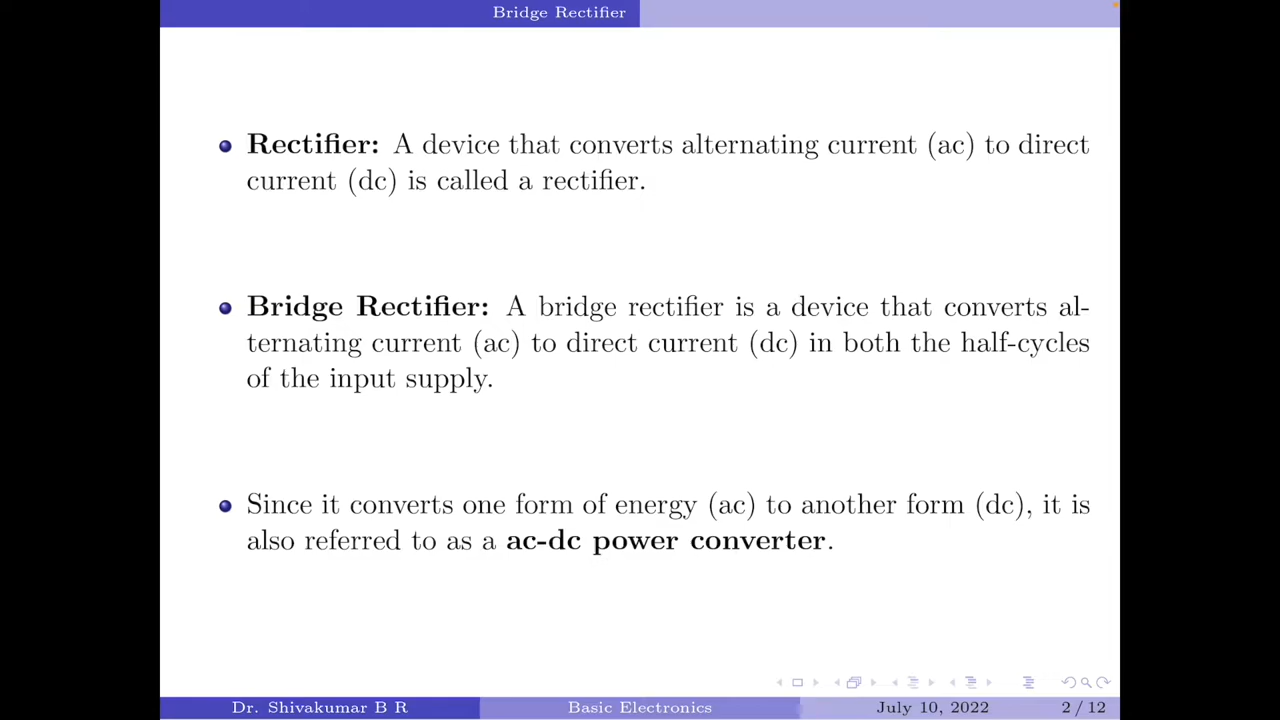 Bridge Rectifier
Rectifier: A device that converts alternating current (ac) to direct
current (dc) is called a rectifier.
Bridge Rectifier: A bridge rectifier is a device that converts al-
ternating current (ac) to direct current (dc) in both the half-cycles
of the input supply.
Since it converts one form of energy (ac) to another form (dc), it is
also referred to as a ac-dc power converter.
Dr. Shivakumar B R Basic Electronics July 10, 2022 2 / 12